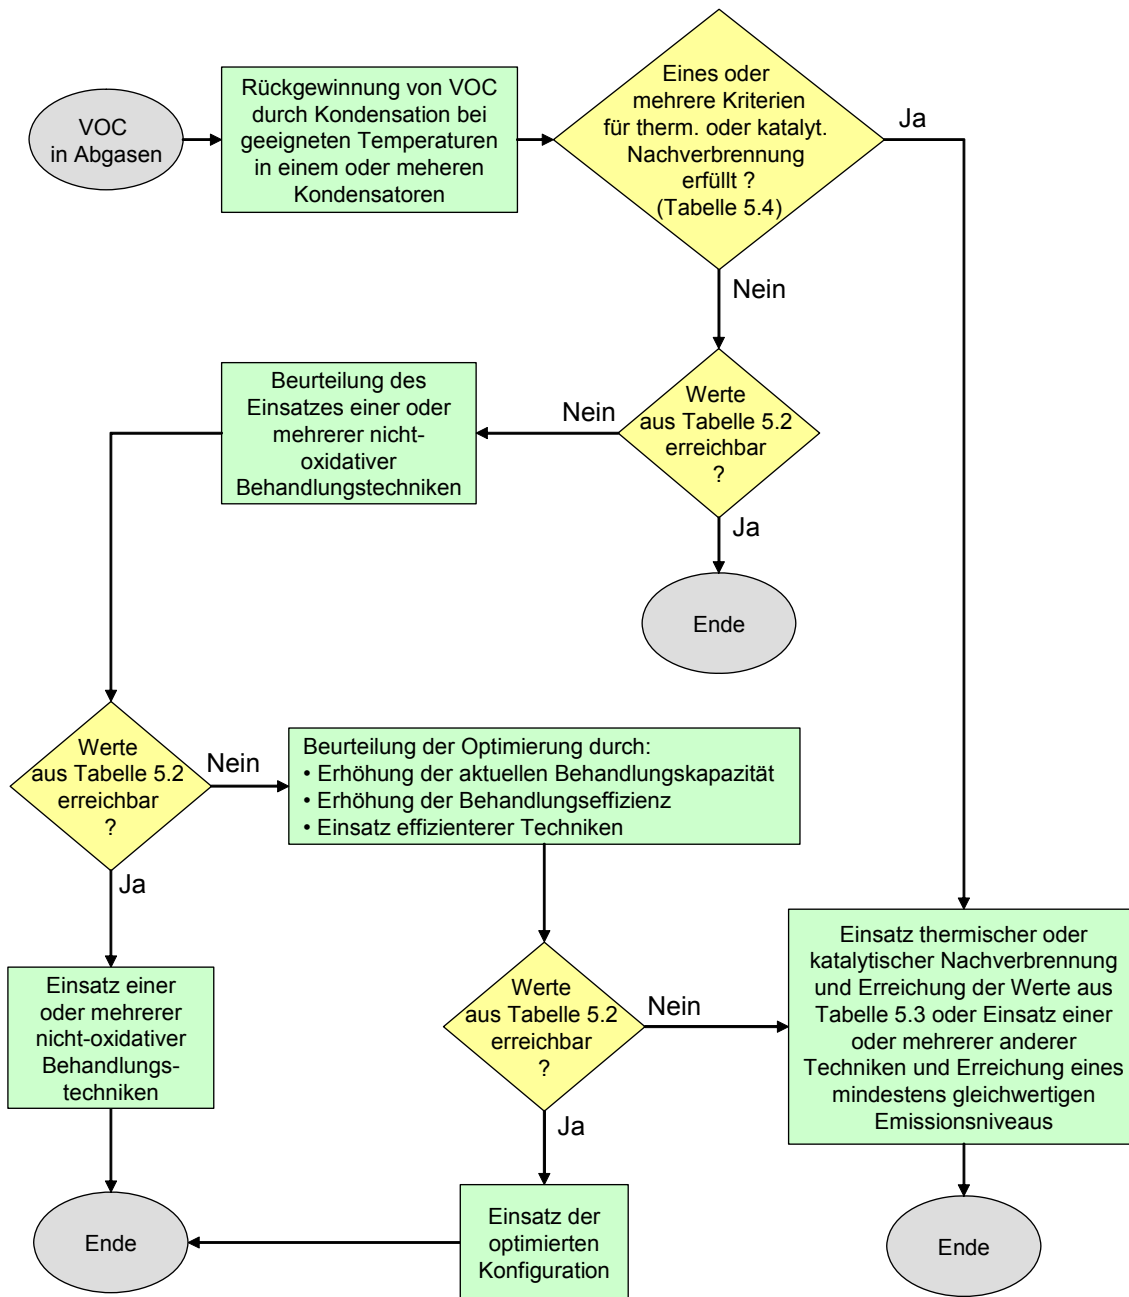 VOC
in Abgasen
Rückgewinnung von VOC
durch Kondensation bei
geeigneten Temperaturen
in einem oder meheren
Kondensatoren
Eines oder
mehrere Kriterien
für therm. oder katalyt.
Nachverbrennung
erfüllt ?
(Tabelle 5.4)
Ja
Nein
Werte
aus Tabelle 5.2
erreichbar
?
Nein
Beurteilung des
Einsatzes einer oder
mehrerer nicht-
oxidativer
Behandlungstechniken
Ja
Ende
Werte
aus Tabelle 5.2
erreichbar
?
Nein
Beurteilung der Optimierung durch:
• Erhöhung der aktuellen Behandlungskapazität
• Erhöhung der Behandlungseffizienz
• Einsatz effizienterer Techniken
Ja
Einsatz einer
oder mehrerer
nicht-oxidativer
Behandlungs-
techniken
Werte
aus Tabelle 5.2
erreichbar
?
Nein
Einsatz thermischer oder
katalytischer Nachverbrennung
und Erreichung der Werte aus
Tabelle 5.3 oder Einsatz einer
oder mehrerer anderer
Techniken und Erreichung eines
mindestens gleichwertigen
Emissionsniveaus
Ja
Ende
Einsatz der
optimierten
Konfiguration
Ende